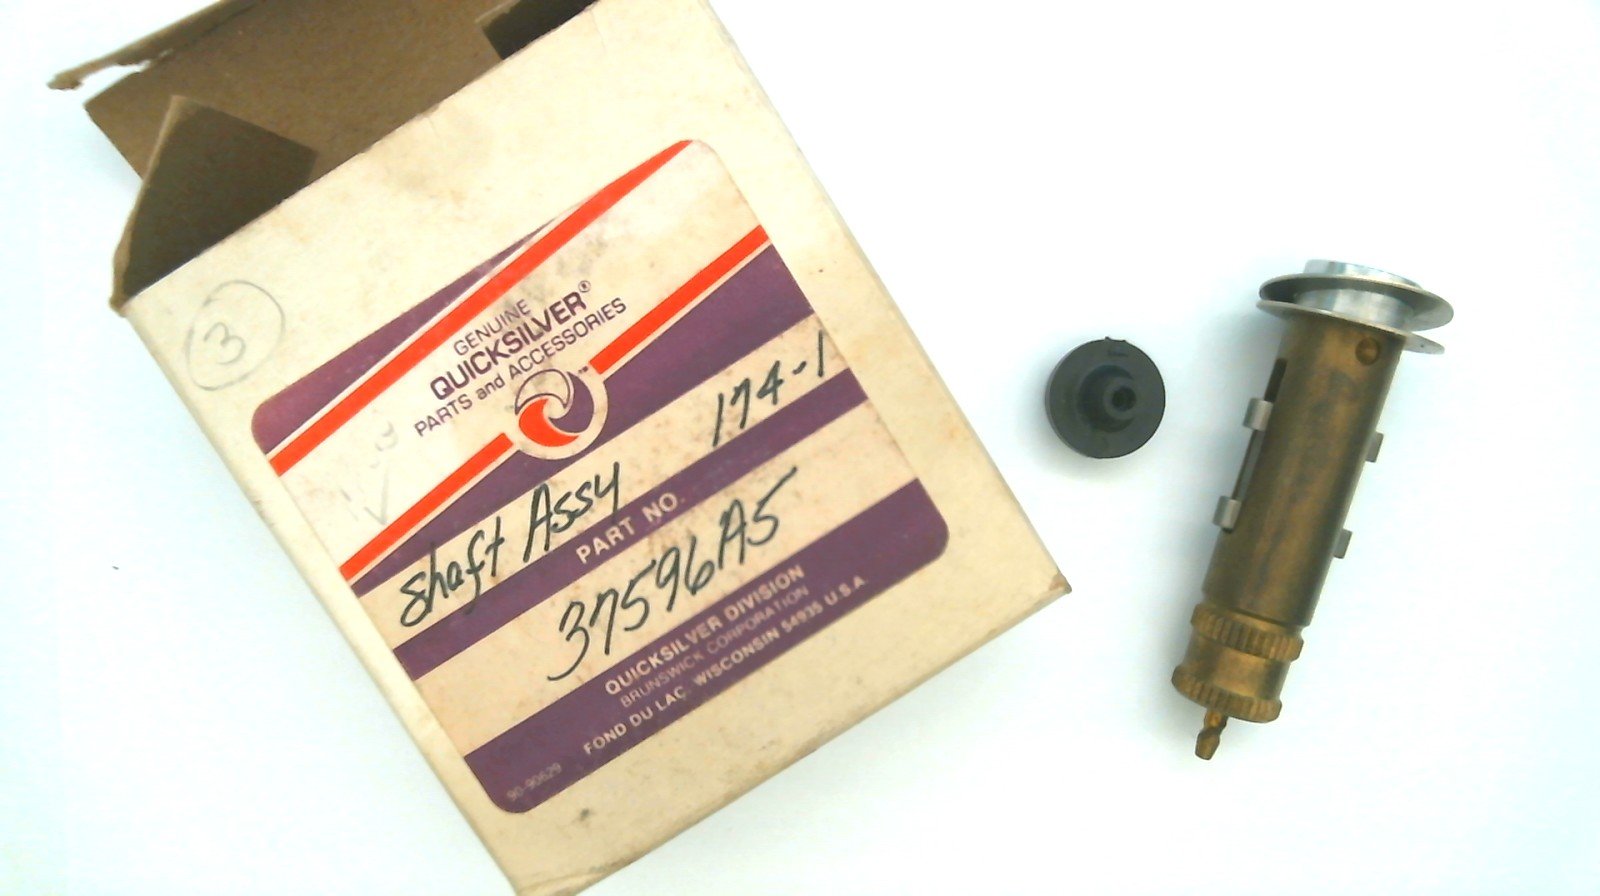 3
GENUINE
QUICKSILVER®
PARTS and ACCESSORIES
™
174-1
Shaft Assy
PART NO.
37596A5
QUICKSILVER DIVISION
BRUNSWICK CORPORATION
FOND DU LAC, WISCONSIN 54935 U.S.A.
90-90629